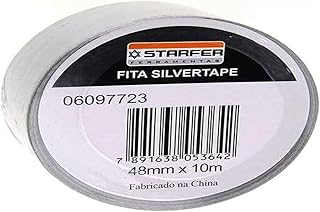 STARFER
FERRAMENTAS
FITA SILVERTAPE
06097723
7 891638 053642
48mm x 10m
Fabricado na China